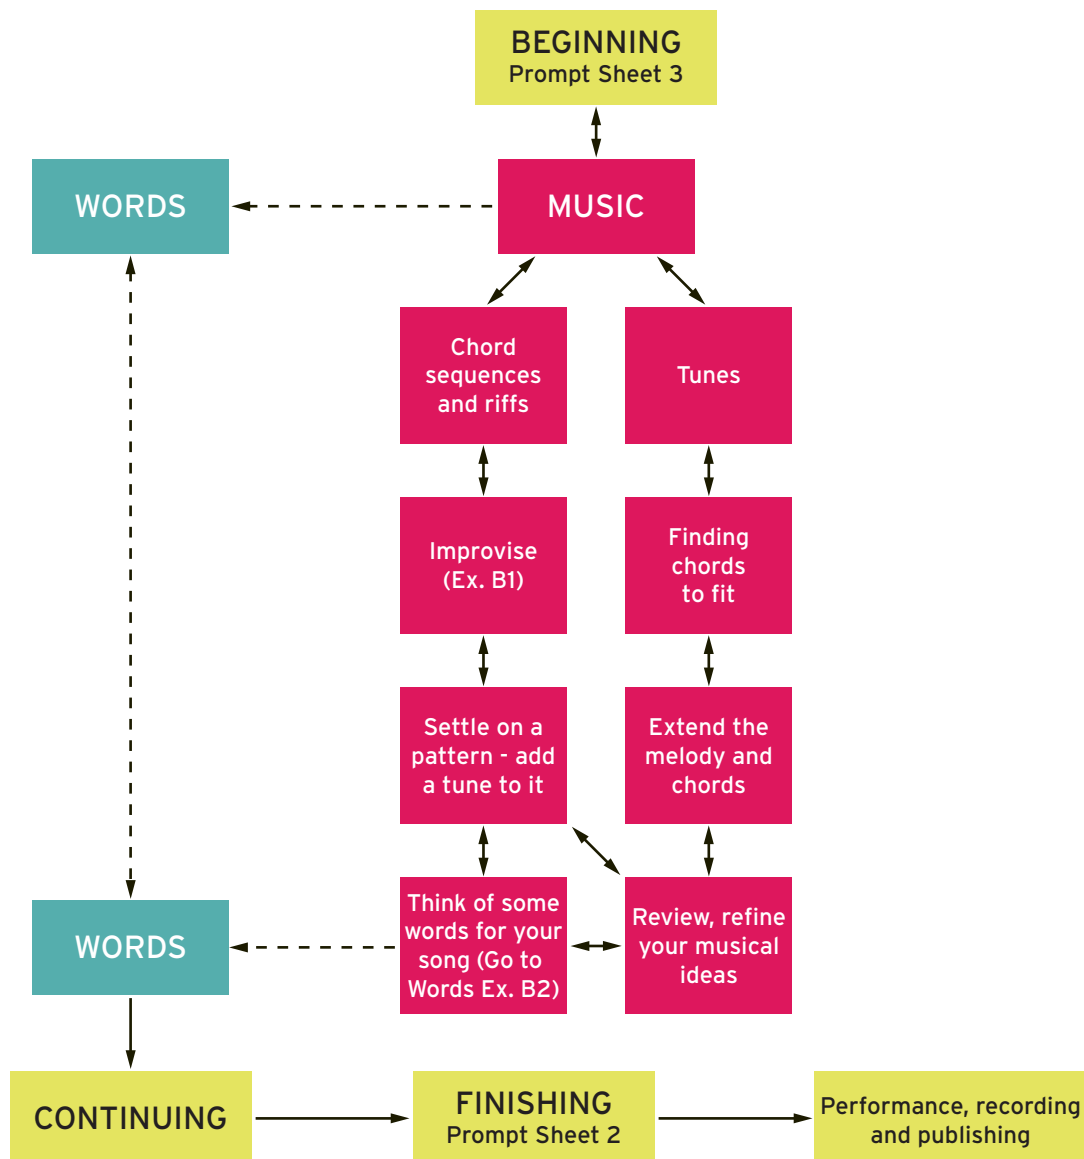 BEGINNING
Prompt Sheet 3
WORDS
MUSIC
Chord
sequences
and riffs
Tunes
Improvise
(Ex. B1)
Finding
chords
to fit
Settle on a
pattern - add
a tune to it
Extend the
melody and
chords
Think of some
words for your
song (Go to
Words Ex. B2)
Review, refine
your musical
ideas
WORDS
CONTINUING
FINISHING
Prompt Sheet 2
Performance, recording
and publishing